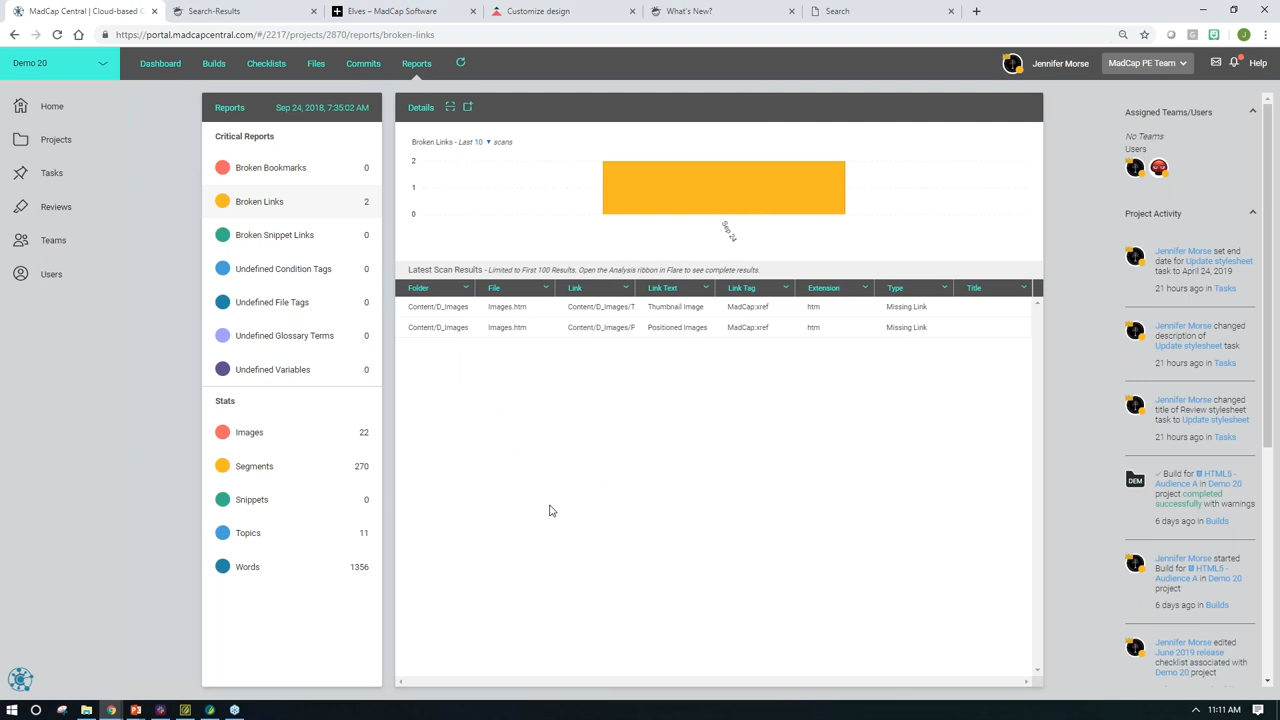 MadCap Central | Cloud-based C
Search-Results
Elves – MadCap Software
Customize design
What's New?
Search
https://portal.madcapcentral.com/#/2217/projects/2870/reports/broken-links
Demo 20
Dashboard
Builds
Checklists
Files
Commits
Reports
Jennifer Morse
MadCap PE Team
Help
Home
Projects
Tasks
Reviews
Teams
Users
Reports
Sep 24, 2018, 7:35:02 AM
Critical Reports
Broken Bookmarks 0
Broken Links 2
Broken Snippet Links 0
Undefined Condition Tags 0
Undefined File Tags 0
Undefined Glossary Terms 0
Undefined Variables 0
Stats
Images 22
Segments 270
Snippets 0
Topics 11
Words 1356
Details
Broken Links - Last 10 ▼ scans
2
1
0
Sep 24
Latest Scan Results - Limited to First 100 Results. Open the Analysis ribbon in Flare to see complete results.
Folder File Link Link Text Link Tag Extension Type Title
Content/D_Images Images.htm Content/D_Images/T Thumbnail Image MadCap:xref htm Missing Link
Content/D_Images Images.htm Content/D_Images/P Positioned Images MadCap:xref htm Missing Link
Assigned Teams/Users
No Teams
Users
Project Activity
Jennifer Morse set end
date for Update stylesheet
task to April 24, 2019
21 hours ago in Tasks
Jennifer Morse changed
description of
Update stylesheet task
21 hours ago in Tasks
Jennifer Morse changed
title of Review stylesheet
task to Update stylesheet
21 hours ago in Tasks
DEM
✓ Build for HTML5 -
Audience A in Demo 20
project completed
successfully with warnings
6 days ago in Builds
Jennifer Morse started
Build for HTML5 -
Audience A in Demo 20
project
6 days ago in Builds
Jennifer Morse edited
June 2019 release
checklist associated with
Demo 20 project
11:11 AM